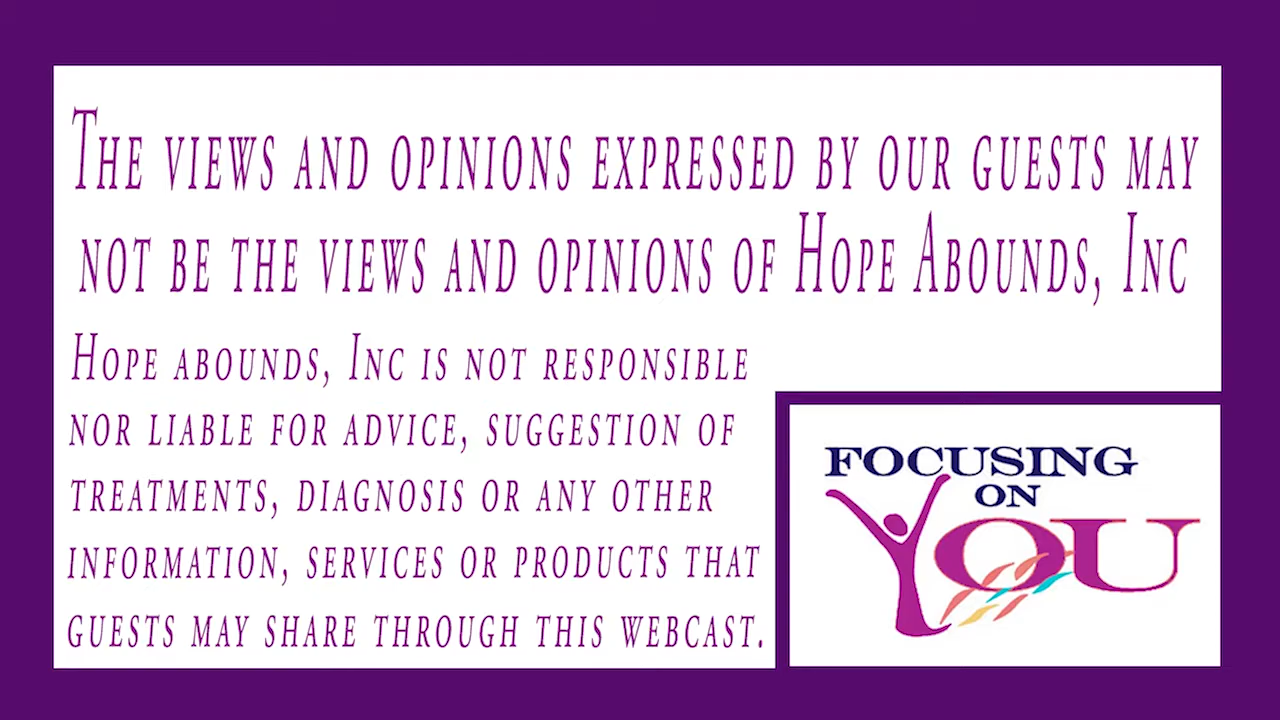 The views and opinions expressed by our guests may
not be the views and opinions of Hope Abounds, Inc
Hope abounds, Inc is not responsible
nor liable for advice, suggestion of
treatments, diagnosis or any other
information, services or products that
guests may share through this webcast.
FOCUSING
ON
YOU